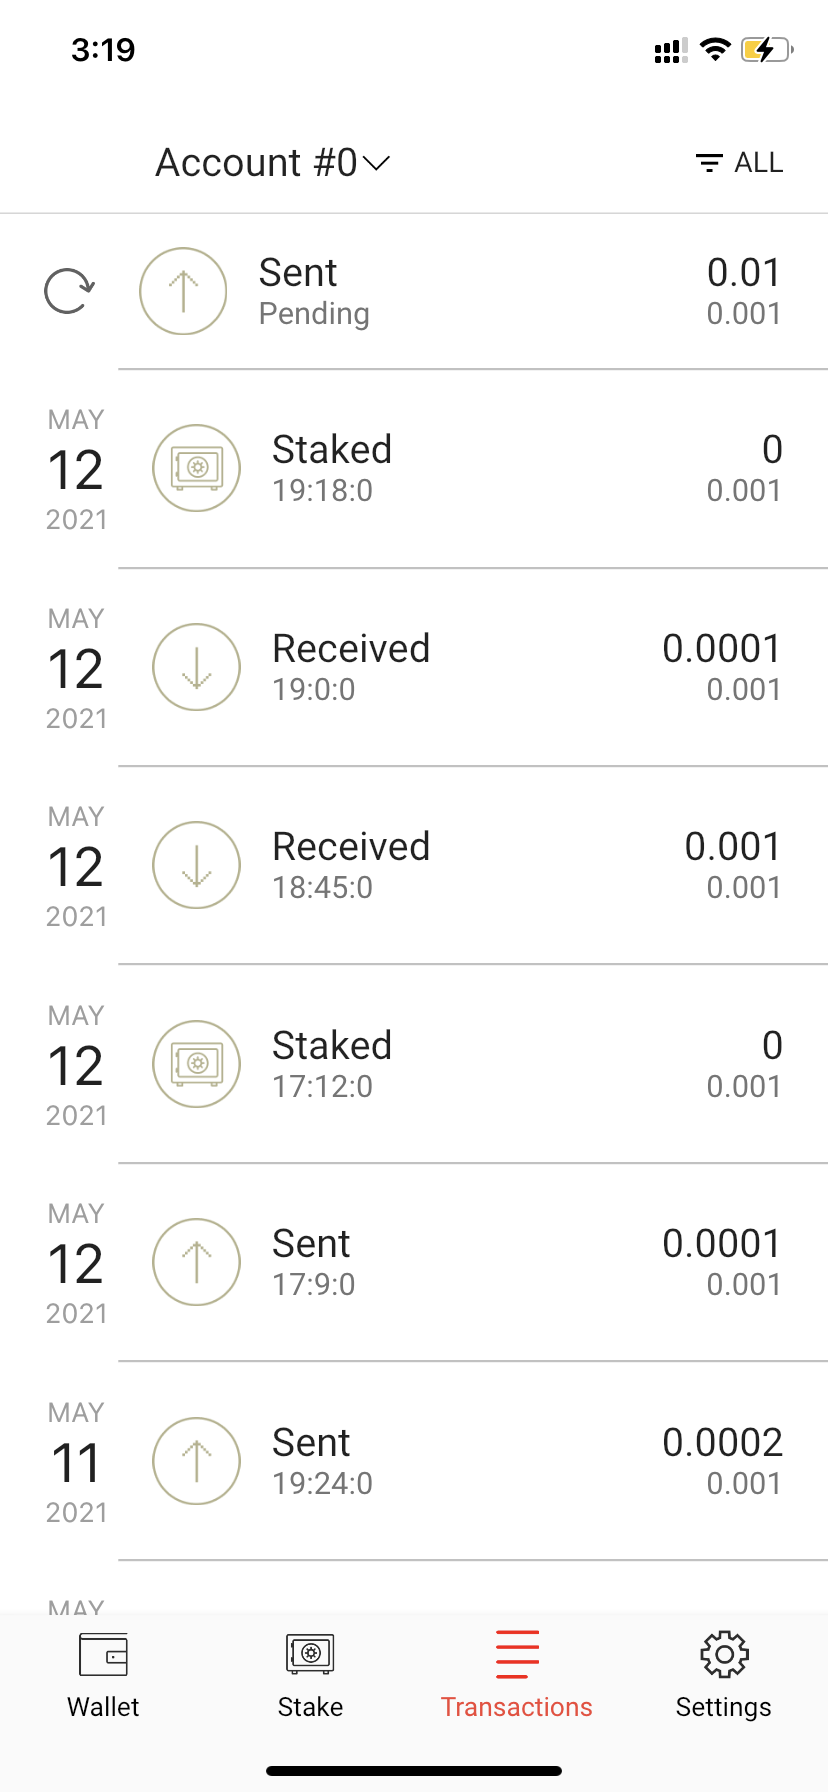 3:19
Account #0
ALL
Sent
0.01
Pending
0.001
MAY
12
2021
Staked
0
19:18:0
0.001
MAY
12
2021
Received
0.0001
19:0:0
0.001
MAY
12
2021
Received
0.001
18:45:0
0.001
MAY
12
2021
Staked
0
17:12:0
0.001
MAY
12
2021
Sent
0.0001
17:9:0
0.001
MAY
11
2021
Sent
0.0002
19:24:0
0.001
MAY
Wallet
Stake
Transactions
Settings